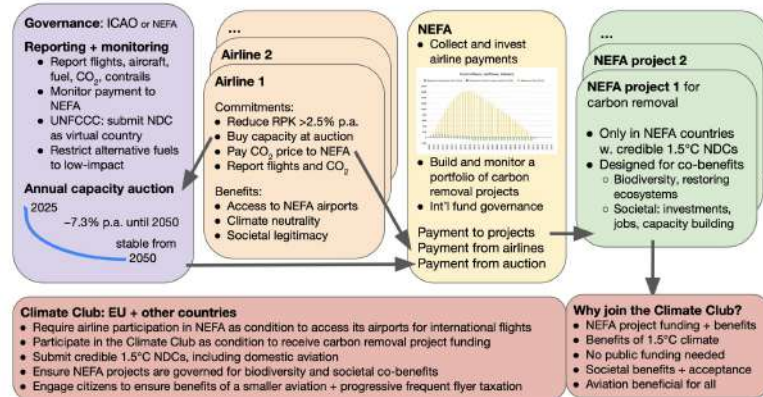 Governance: ICAO or NEFA
Reporting + monitoring
• Report flights, aircraft,
fuel, CO₂, contrails
• Monitor payment to
NEFA
• UNFCCC: submit NDC
as virtual country
• Restrict alternative fuels
to low-impact
Annual capacity auction
2025
−7.3% p.a. until 2050
stable from
2050
...
Airline 2
Airline 1
Commitments:
• Reduce RPK >2.5% p.a.
• Buy capacity at auction
• Pay CO₂ price to NEFA
• Report flights and CO₂
Benefits:
• Access to NEFA airports
• Climate neutrality
• Societal legitimacy
NEFA
• Collect and invest
airline payments
• Build and monitor a
portfolio of carbon
removal projects
• Int'l fund governance
Payment to projects
Payment from airlines
Payment from auction
...
NEFA project 2
NEFA project 1 for
carbon removal
• Only in NEFA countries
w. credible 1.5°C NDCs
• Designed for co-benefits
○ Biodiversity, restoring
ecosystems
○ Societal: investments,
jobs, capacity building
Climate Club: EU + other countries
• Require airline participation in NEFA as condition to access its airports for international flights
• Participate in the Climate Club as condition to receive carbon removal project funding
• Submit credible 1.5°C NDCs, including domestic aviation
• Ensure NEFA projects are governed for biodiversity and societal co-benefits
• Engage citizens to ensure benefits of a smaller aviation + progressive frequent flyer taxation
Why join the Climate Club?
• NEFA project funding + benefits
• Benefits of 1.5°C climate
• No public funding needed
• Societal benefits + acceptance
• Aviation beneficial for all